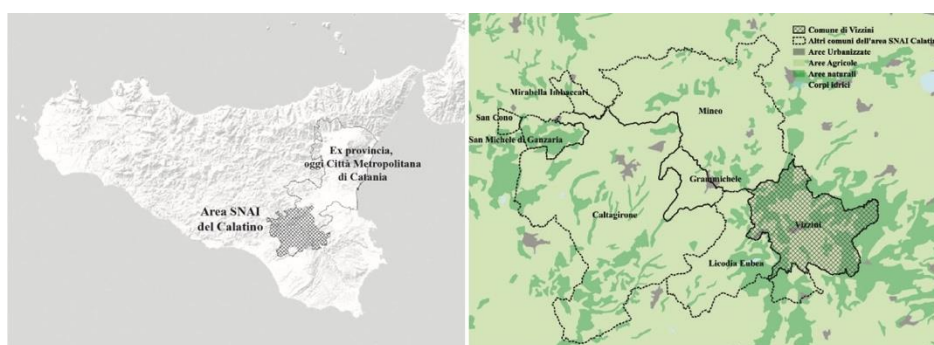 Ex provincia,
oggi Città Metropolitana
di Catania
Area SNAI
del Calatino
Comune di Vizzini
Altri comuni dell'area SNAI Calatino
Aree Urbanizzate
Aree Agricole
Aree naturali
Corpi idrici
Mirabella Imbaccari
Mineo
San Cono
San Michele di Ganzaria
Grammichele
Caltagirone
Vizzini
Licodia Eubea